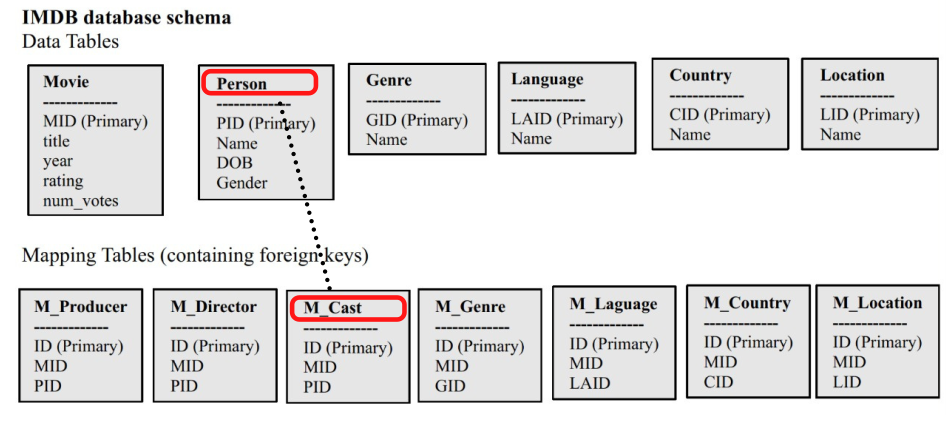 IMDB database schema
Data Tables
Movie
-------------
MID (Primary)
title
year
rating
num_votes
Person
-------------
PID (Primary)
Name
DOB
Gender
Genre
-------------
GID (Primary)
Name
Language
-------------
LAID (Primary)
Name
Country
-------------
CID (Primary)
Name
Location
-------------
LID (Primary)
Name
Mapping Tables (containing foreign keys)
M_Producer
-------------
ID (Primary)
MID
PID
M_Director
-------------
ID (Primary)
MID
PID
M_Cast
-------------
ID (Primary)
MID
PID
M_Genre
-------------
ID (Primary)
MID
GID
M_Laguage
-------------
ID (Primary)
MID
LAID
M_Country
-------------
ID (Primary)
MID
CID
M_Location
-------------
ID (Primary)
MID
LID